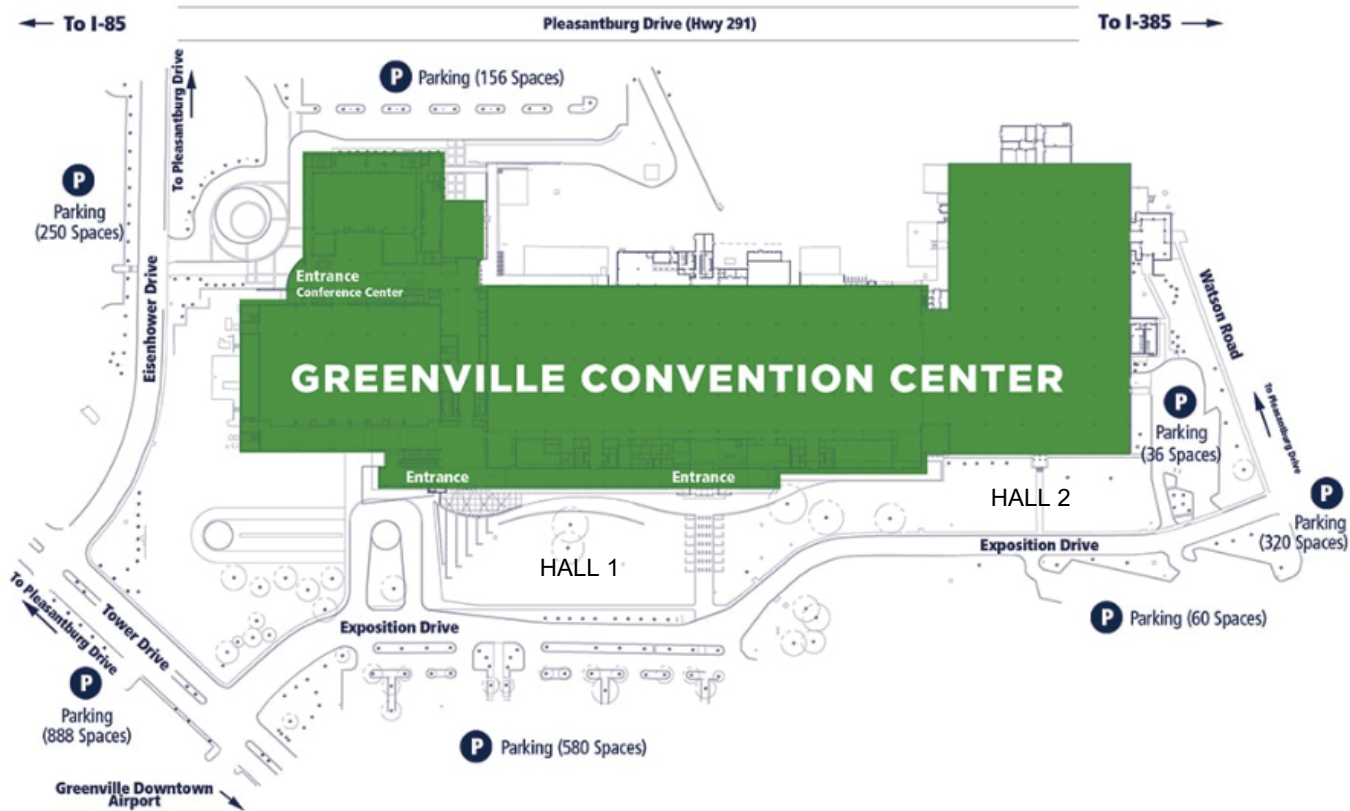 To I-85
Pleasantburg Drive (Hwy 291)
To I-385
To Pleasantburg Drive
P Parking (156 Spaces)
P
Parking
(250 Spaces)
Eisenhower Drive
Entrance
Conference Center
GREENVILLE CONVENTION CENTER
Watson Road
To Pleasantburg Drive
P
Parking
(36 Spaces)
Entrance
Entrance
HALL 2
P
Parking
(320 Spaces)
Exposition Drive
HALL 1
To Pleasantburg Drive
Tower Drive
Exposition Drive
P Parking (60 Spaces)
P
Parking
(888 Spaces)
P Parking (580 Spaces)
Greenville Downtown
Airport